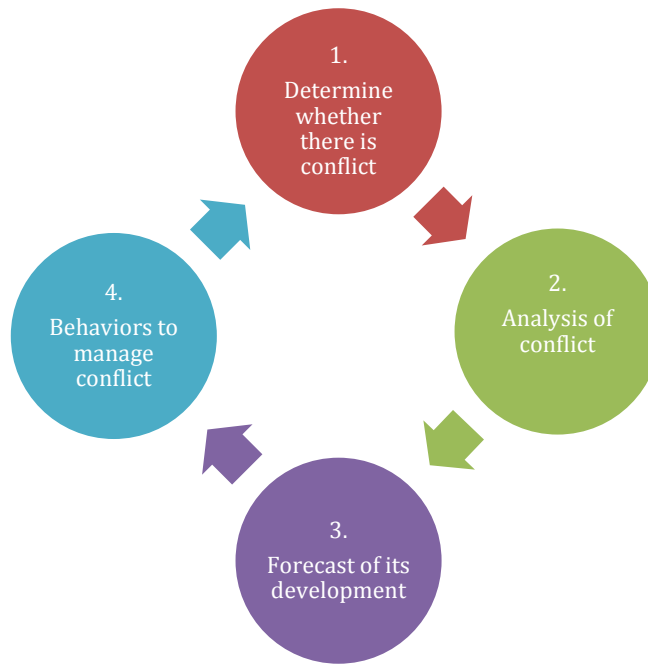 1.
Determine
whether
there is
conflict
2.
Analysis of
conflict
3.
Forecast of its
development
4.
Behaviors to
manage
conflict